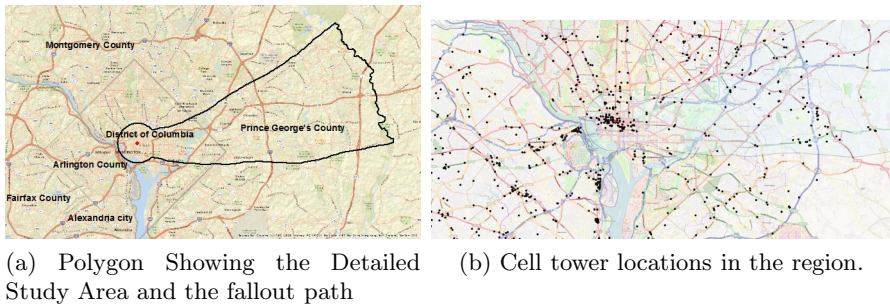 Montgomery County
District of Columbia
Prince George's County
Arlington County
Fairfax County
Alexandria city
(a) Polygon Showing the Detailed
Study Area and the fallout path
(b) Cell tower locations in the region.